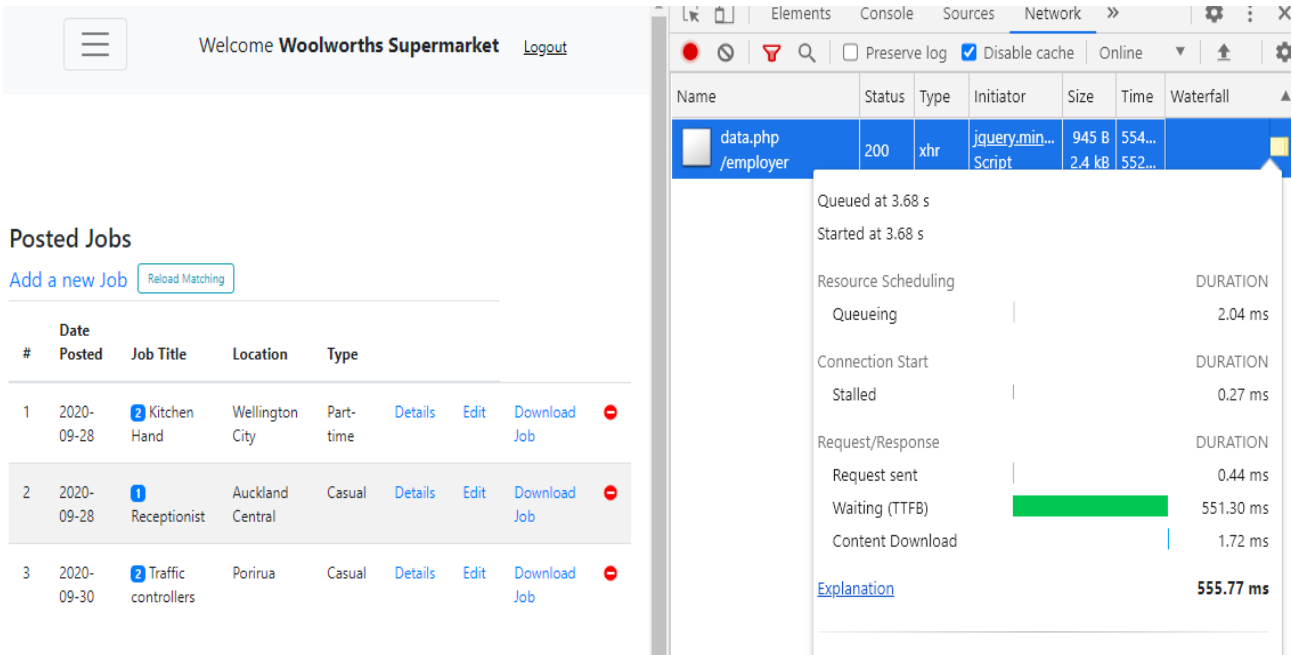 Welcome Woolworths Supermarket Logout
Posted Jobs
Add a new Job Reload Matching
# Date Posted Job Title Location Type
1 2020-09-28 2 Kitchen Hand Wellington City Part-time Details Edit Download Job
2 2020-09-28 1 Receptionist Auckland Central Casual Details Edit Download Job
3 2020-09-30 2 Traffic controllers Porirua Casual Details Edit Download Job
Elements Console Sources Network »
Preserve log Disable cache Online
Name Status Type Initiator Size Time Waterfall
data.php 200 xhr jquery.min... 945 B 554...
/employer Script 2.4 kB 552...
Queued at 3.68 s
Started at 3.68 s
Resource Scheduling DURATION
Queueing 2.04 ms
Connection Start DURATION
Stalled 0.27 ms
Request/Response DURATION
Request sent 0.44 ms
Waiting (TTFB) 551.30 ms
Content Download 1.72 ms
Explanation 555.77 ms